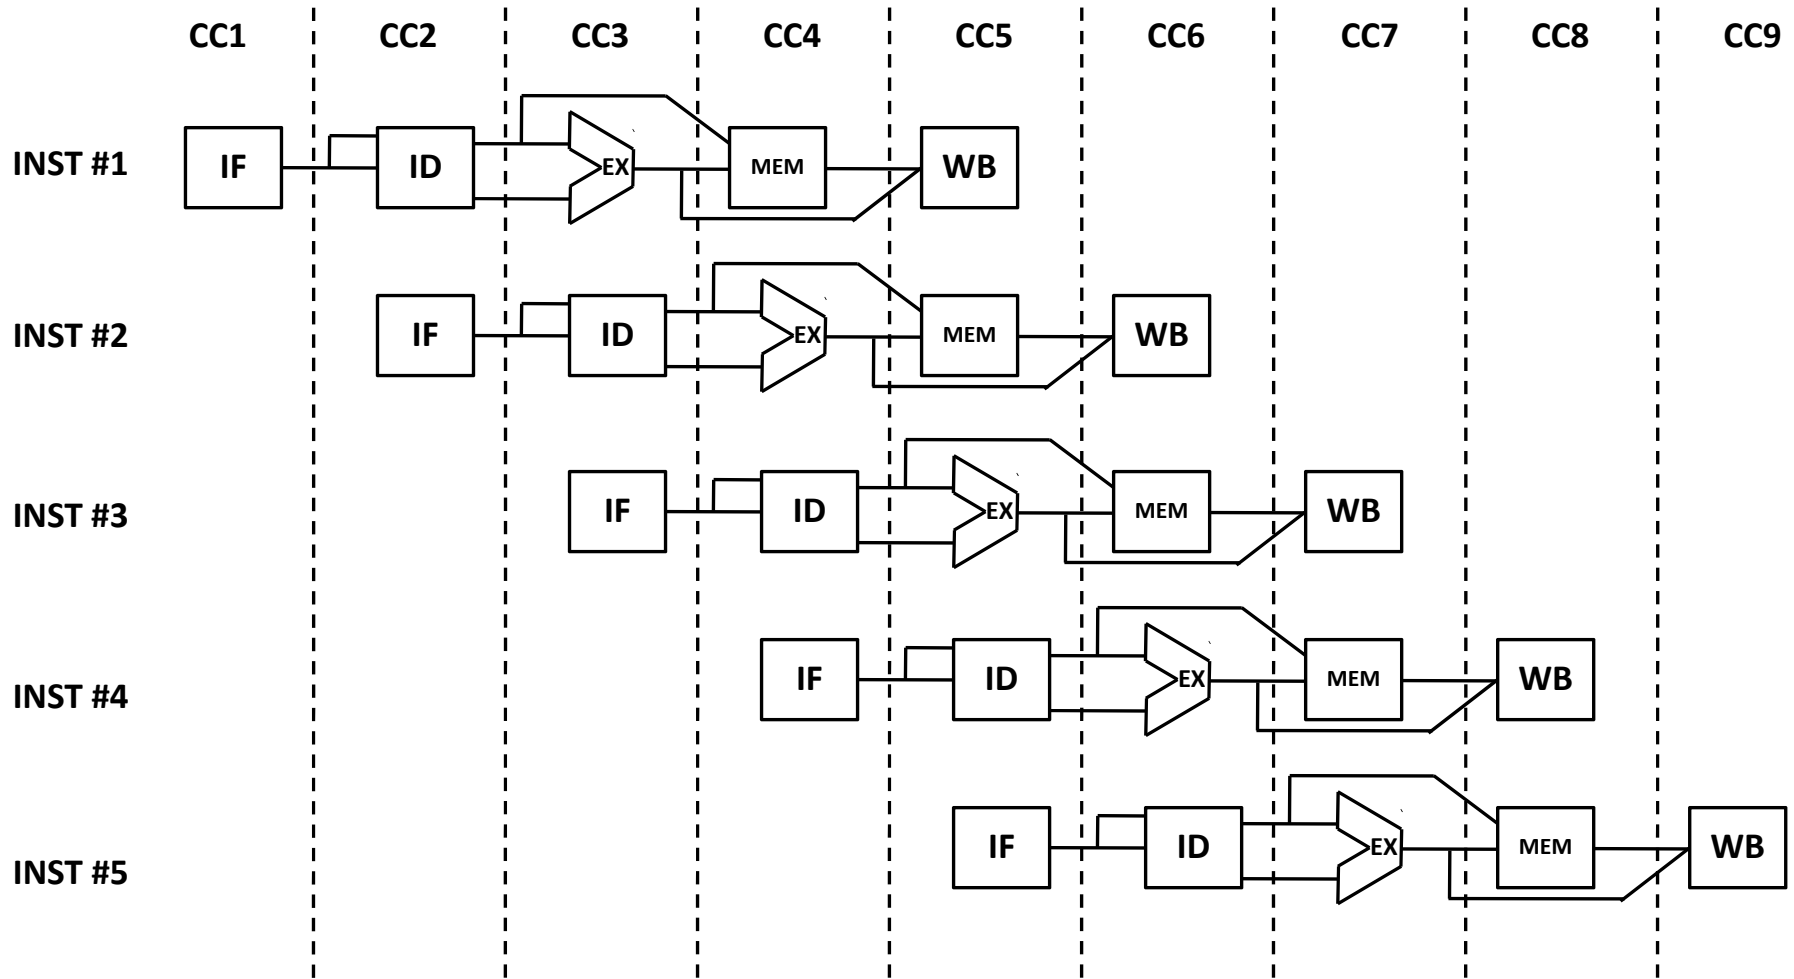 CC1 CC2 CC3 CC4 CC5 CC6 CC7 CC8 CC9
INST #1 IF ID EX MEM WB
INST #2 IF ID EX MEM WB
INST #3 IF ID EX MEM WB
INST #4 IF ID EX MEM WB
INST #5 IF ID EX MEM WB